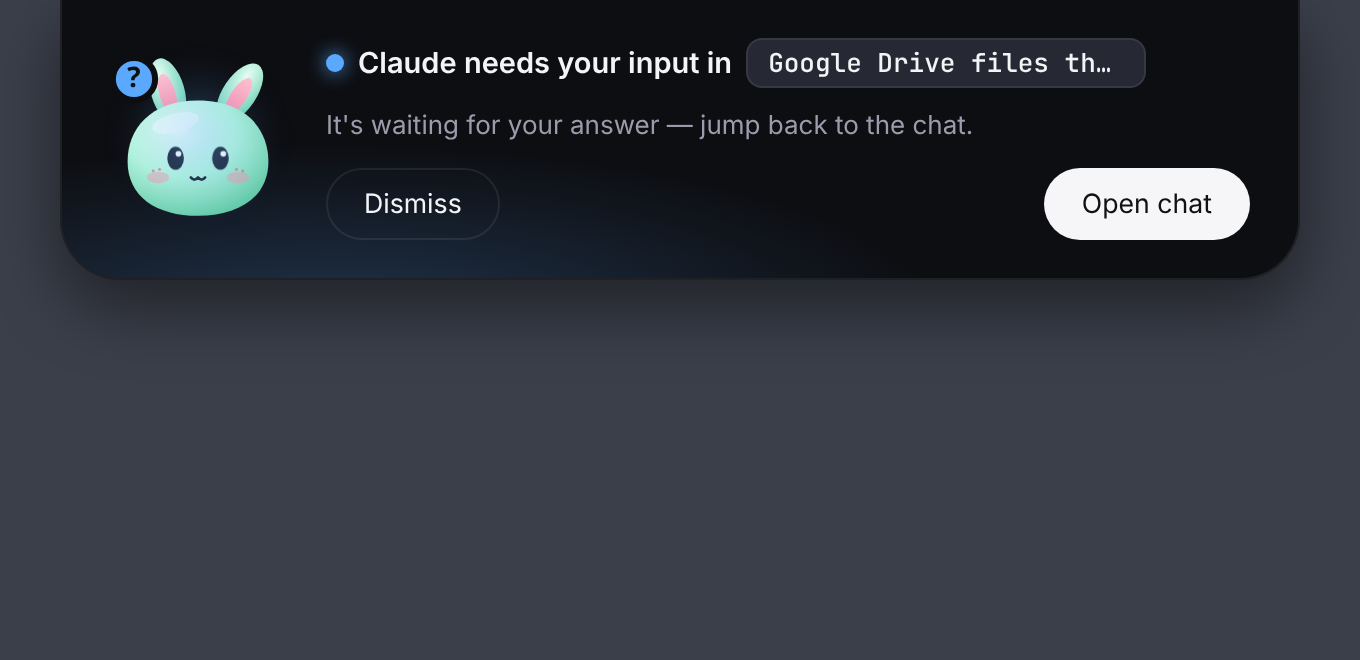 ?
Claude needs your input in Google Drive files th…
It's waiting for your answer — jump back to the chat.
Dismiss
Open chat